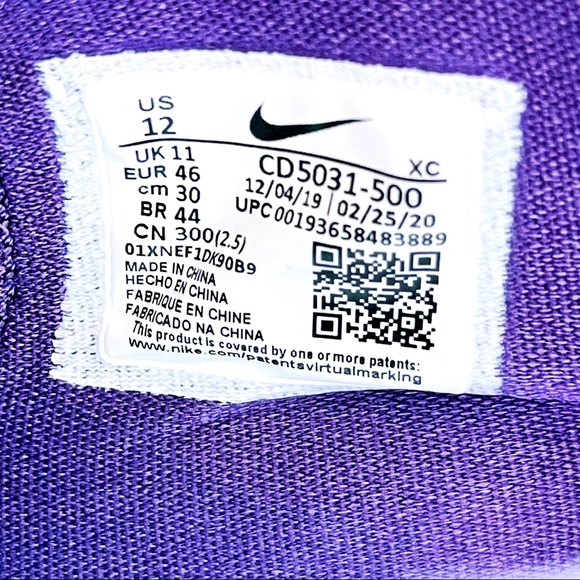 US
12
UK 11
EUR 46
cm 30
BR 44
CN 300(2.5)
XC
CD5031-500
12/04/19 | 02/25/20
UPC 00193658483889
01XNEF1DK90B9
MADE IN CHINA
HECHO EN CHINA
FABRIQUE EN CHINE
FABRICADO NA CHINA
This product is covered by one or more patents:
www.nike.com/patentsvirtualmarking